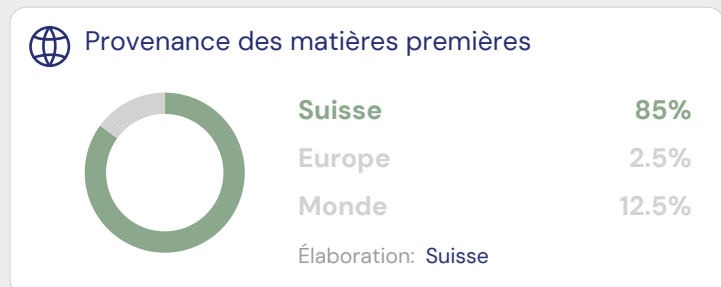 Provenance des matières premières
Suisse 85%
Europe 2.5%
Monde 12.5%
Élaboration: Suisse